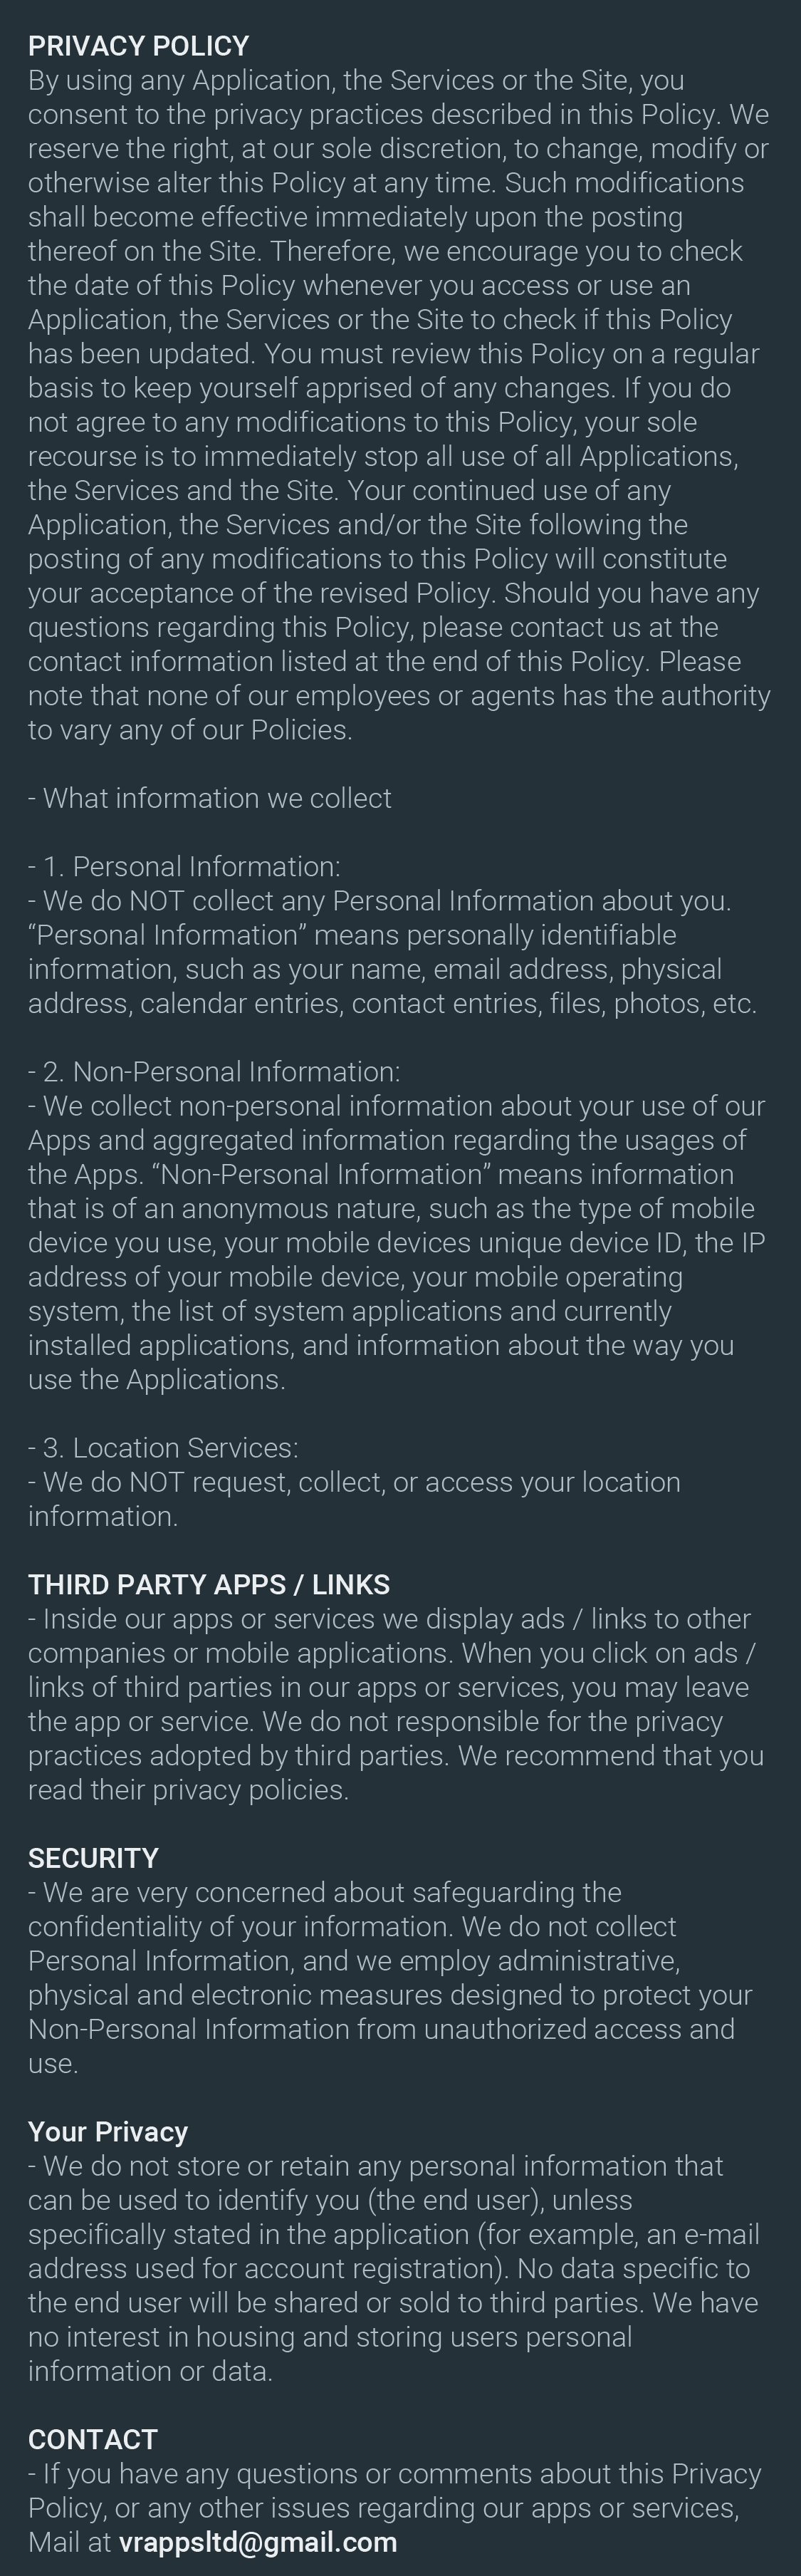 PRIVACY POLICY
By using any Application, the Services or the Site, you
consent to the privacy practices described in this Policy. We
reserve the right, at our sole discretion, to change, modify or
otherwise alter this Policy at any time. Such modifications
shall become effective immediately upon the posting
thereof on the Site. Therefore, we encourage you to check
the date of this Policy whenever you access or use an
Application, the Services or the Site to check if this Policy
has been updated. You must review this Policy on a regular
basis to keep yourself apprised of any changes. If you do
not agree to any modifications to this Policy, your sole
recourse is to immediately stop all use of all Applications,
the Services and the Site. Your continued use of any
Application, the Services and/or the Site following the
posting of any modifications to this Policy will constitute
your acceptance of the revised Policy. Should you have any
questions regarding this Policy, please contact us at the
contact information listed at the end of this Policy. Please
note that none of our employees or agents has the authority
to vary any of our Policies.
- What information we collect
- 1. Personal Information:
- We do NOT collect any Personal Information about you.
“Personal Information” means personally identifiable
information, such as your name, email address, physical
address, calendar entries, contact entries, files, photos, etc.
- 2. Non-Personal Information:
- We collect non-personal information about your use of our
Apps and aggregated information regarding the usages of
the Apps. “Non-Personal Information” means information
that is of an anonymous nature, such as the type of mobile
device you use, your mobile devices unique device ID, the IP
address of your mobile device, your mobile operating
system, the list of system applications and currently
installed applications, and information about the way you
use the Applications.
- 3. Location Services:
- We do NOT request, collect, or access your location
information.
THIRD PARTY APPS / LINKS
- Inside our apps or services we display ads / links to other
companies or mobile applications. When you click on ads /
links of third parties in our apps or services, you may leave
the app or service. We do not responsible for the privacy
practices adopted by third parties. We recommend that you
read their privacy policies.
SECURITY
- We are very concerned about safeguarding the
confidentiality of your information. We do not collect
Personal Information, and we employ administrative,
physical and electronic measures designed to protect your
Non-Personal Information from unauthorized access and
use.
Your Privacy
- We do not store or retain any personal information that
can be used to identify you (the end user), unless
specifically stated in the application (for example, an e-mail
address used for account registration). No data specific to
the end user will be shared or sold to third parties. We have
no interest in housing and storing users personal
information or data.
CONTACT
- If you have any questions or comments about this Privacy
Policy, or any other issues regarding our apps or services,
Mail at vrappsltd@gmail.com